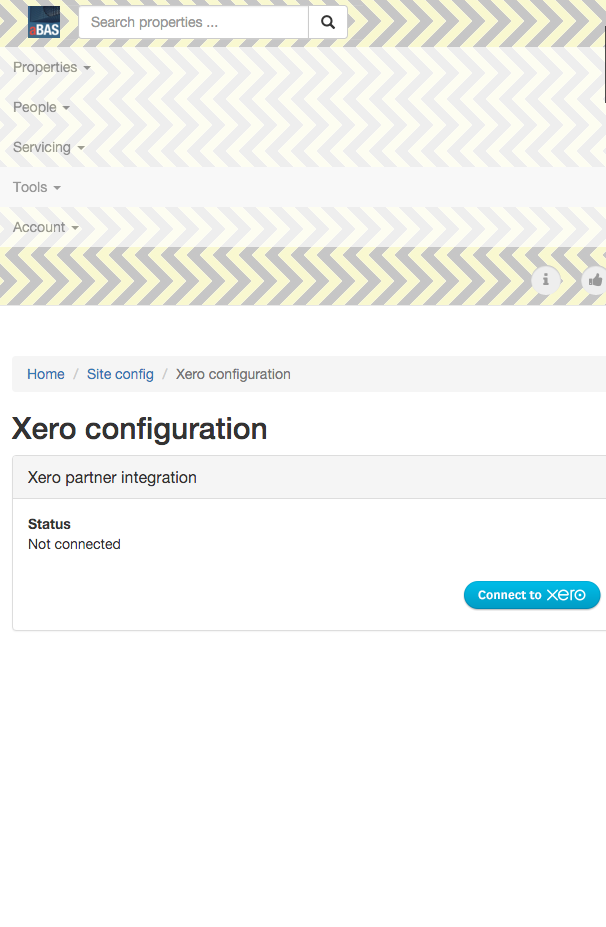 aBAS
Search properties ...
Properties
People
Servicing
Tools
Account
Home / Site config / Xero configuration
Xero configuration
Xero partner integration
Status
Not connected
Connect to xero